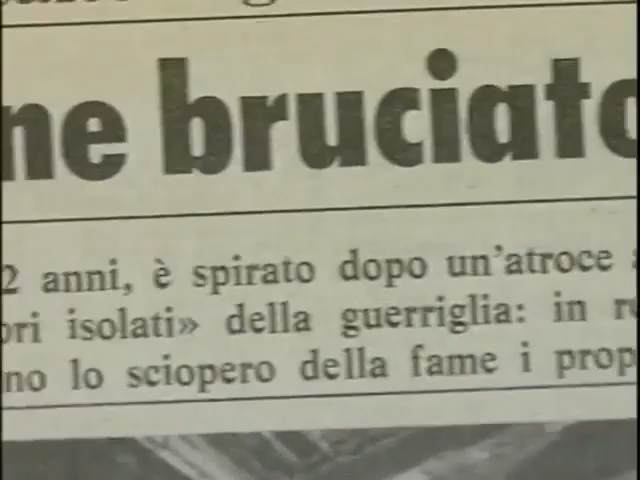 ne bruciato
2 anni, è spirato dopo un'atroce
ori isolati» della guerriglia: in
no lo sciopero della fame i prop